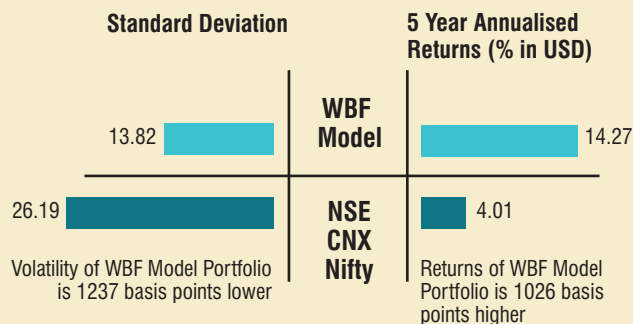 Standard Deviation
5 Year Annualised
Returns (% in USD)
13.82
WBF
Model
14.27
26.19
NSE
CNX
Nifty
4.01
Volatility of WBF Model Portfolio
is 1237 basis points lower
Returns of WBF Model
Portfolio is 1026 basis
points higher